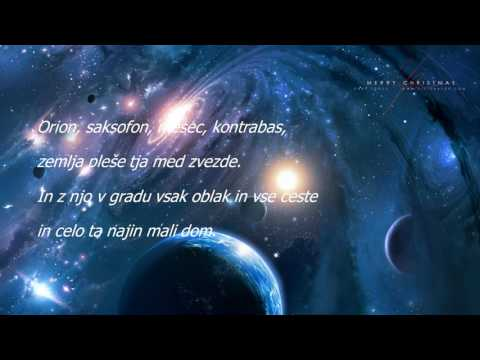 MERRY CHRISTMAS
Orion, saksofon, mesec, kontrabas,
zemlja pleše tja med zvezde.
In z njo v gradu vsak oblak in vse ceste
in celo ta najin mali dom.